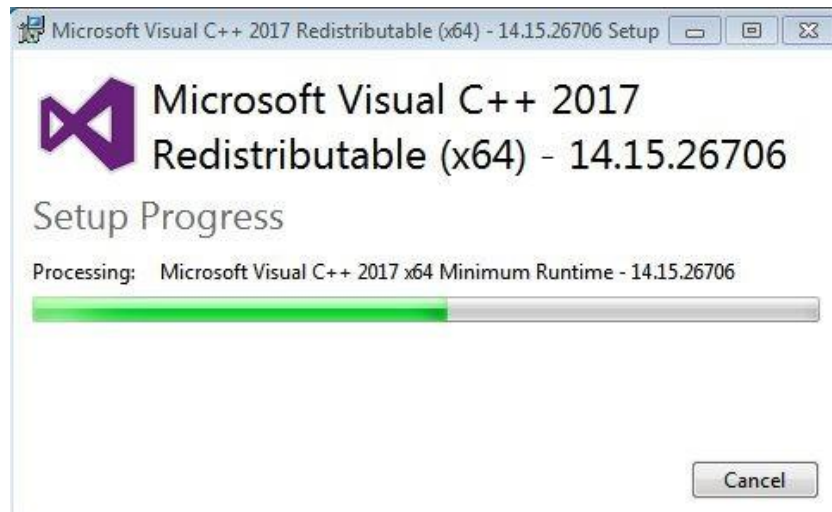 Microsoft Visual C++ 2017 Redistributable (x64) - 14.15.26706 Setup
Microsoft Visual C++ 2017
Redistributable (x64) - 14.15.26706
Setup Progress
Processing: Microsoft Visual C++ 2017 x64 Minimum Runtime - 14.15.26706
Cancel